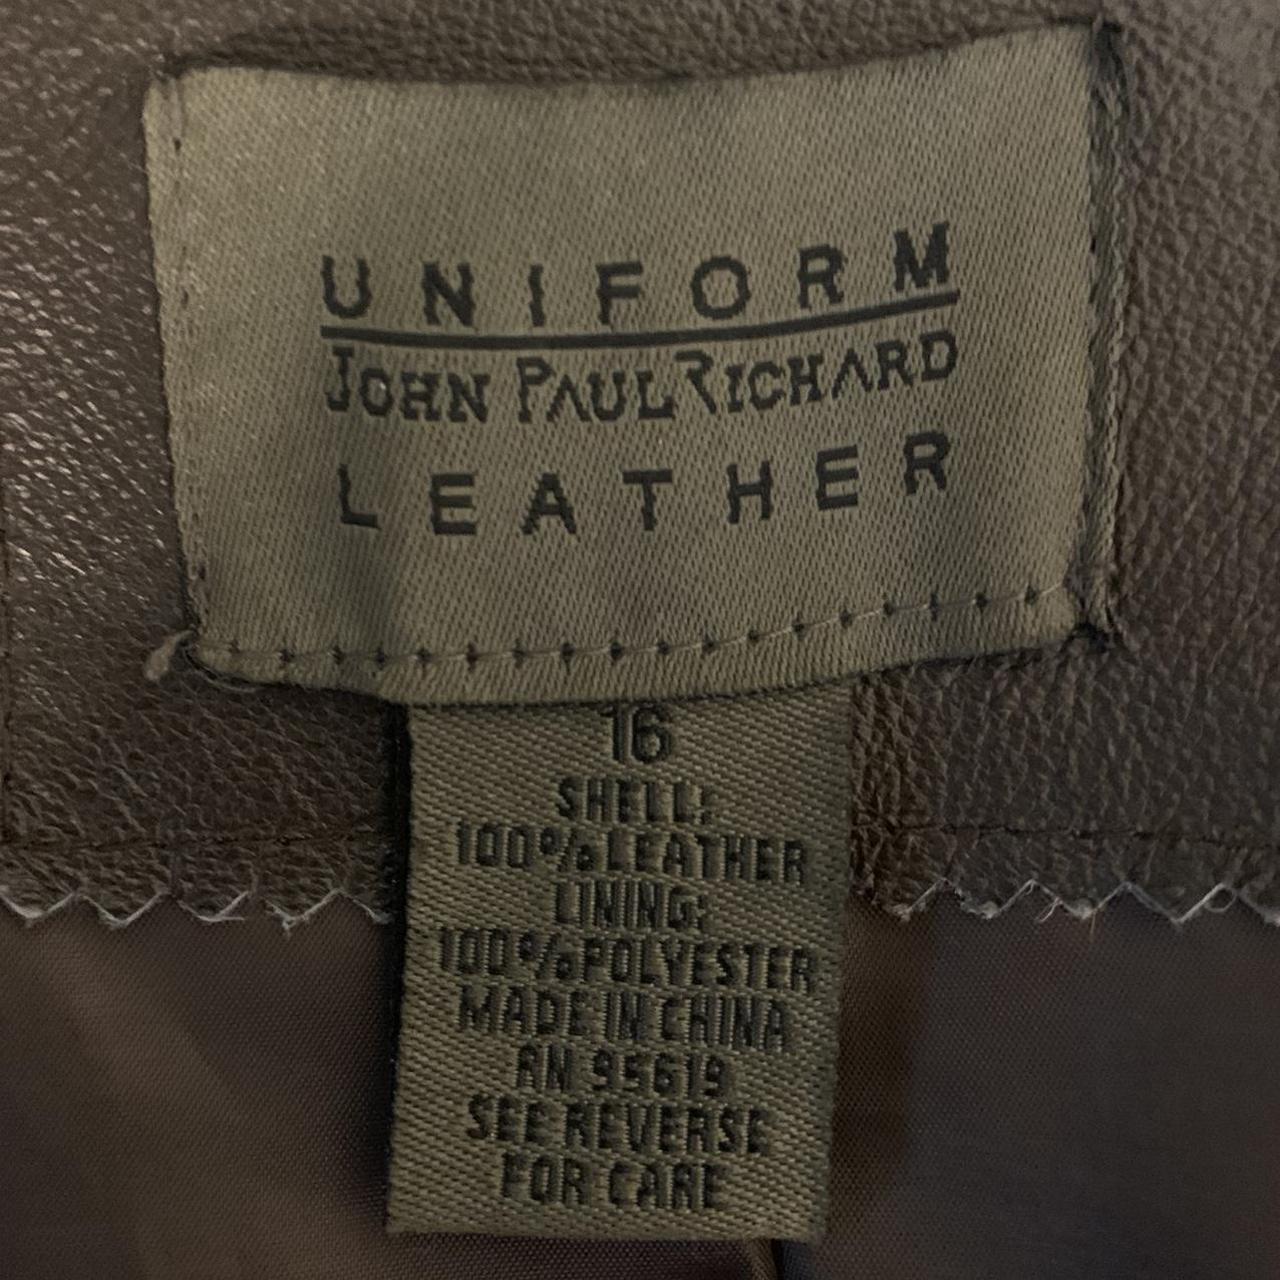 UNIFORM
JOHN PAUL RICHARD
LEATHER
16
SHELL:
100% LEATHER
LINING:
100% POLYESTER
MADE IN CHINA
RN 95619
SEE REVERSE
FOR CARE